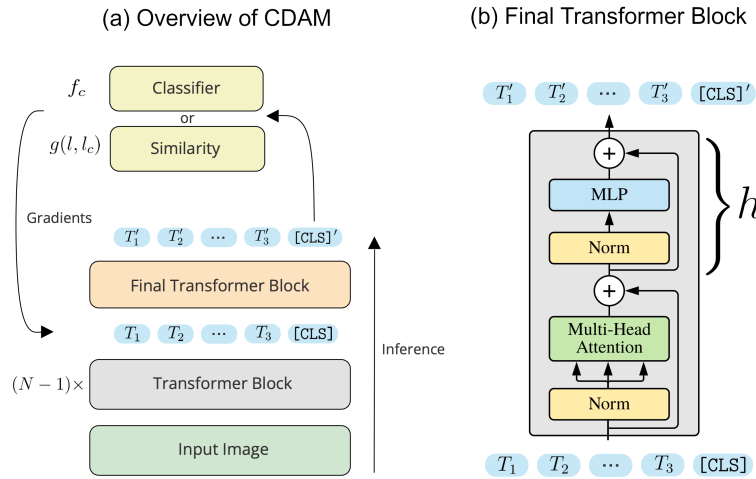 (a) Overview of CDAM
f_c
Classifier
or
g(l, l_c)
Similarity
Gradients
T′_1 T′_2 ··· T′_3 [CLS]′
Final Transformer Block
T_1 T_2 ··· T_3 [CLS]
Inference
(N − 1)×
Transformer Block
Input Image
(b) Final Transformer Block
T′_1 T′_2 ··· T′_3 [CLS]′
+
MLP
h
Norm
+
Multi-Head
Attention
Norm
T_1 T_2 ··· T_3 [CLS]